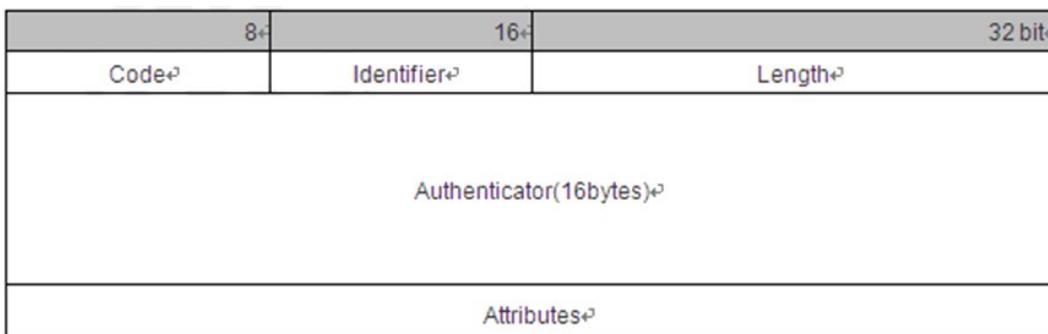 8 16 32 bit
Code Identifier Length
Authenticator(16bytes)
Attributes